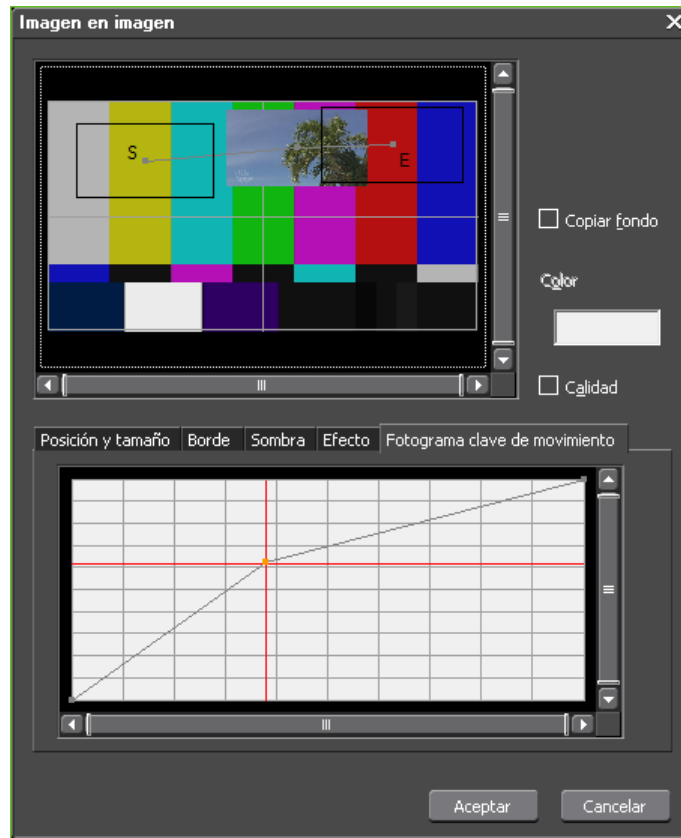 Imagen en imagen
S
E
Copiar fondo
Color
Calidad
Posición y tamaño Borde Sombra Efecto Fotograma clave de movimiento
Aceptar Cancelar